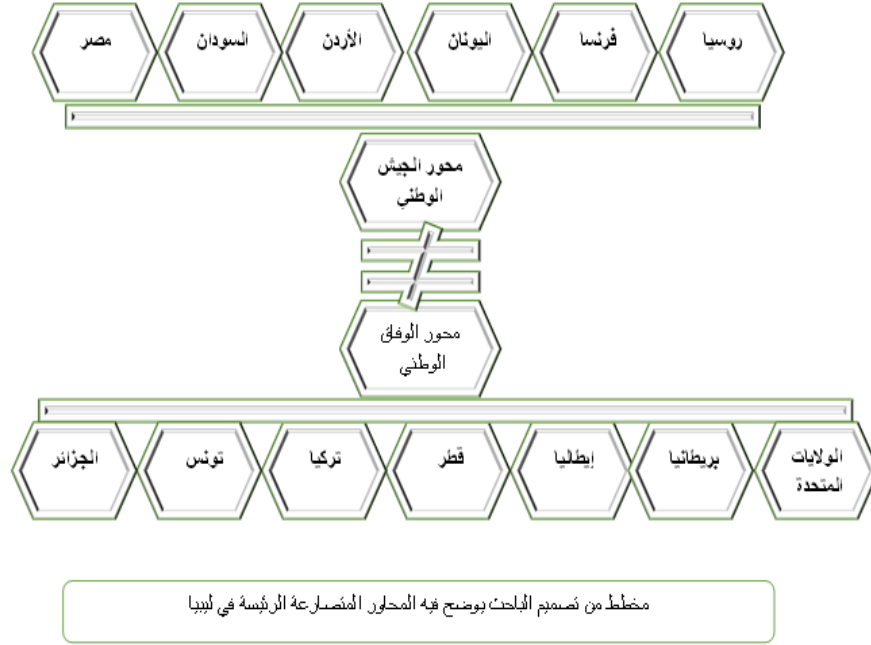 روسيا
فرنسا
اليونان
الأردن
السودان
مصر
محور الجيش
الوطني
محور الوفاق
الوطني
الولايات
المتحدة
بريطانيا
إيطاليا
قطر
تركيا
تونس
الجزائر
مخطط من تصميم الباحث يوضح فيه المحاور المتصارعة الرئيسة في ليبيا